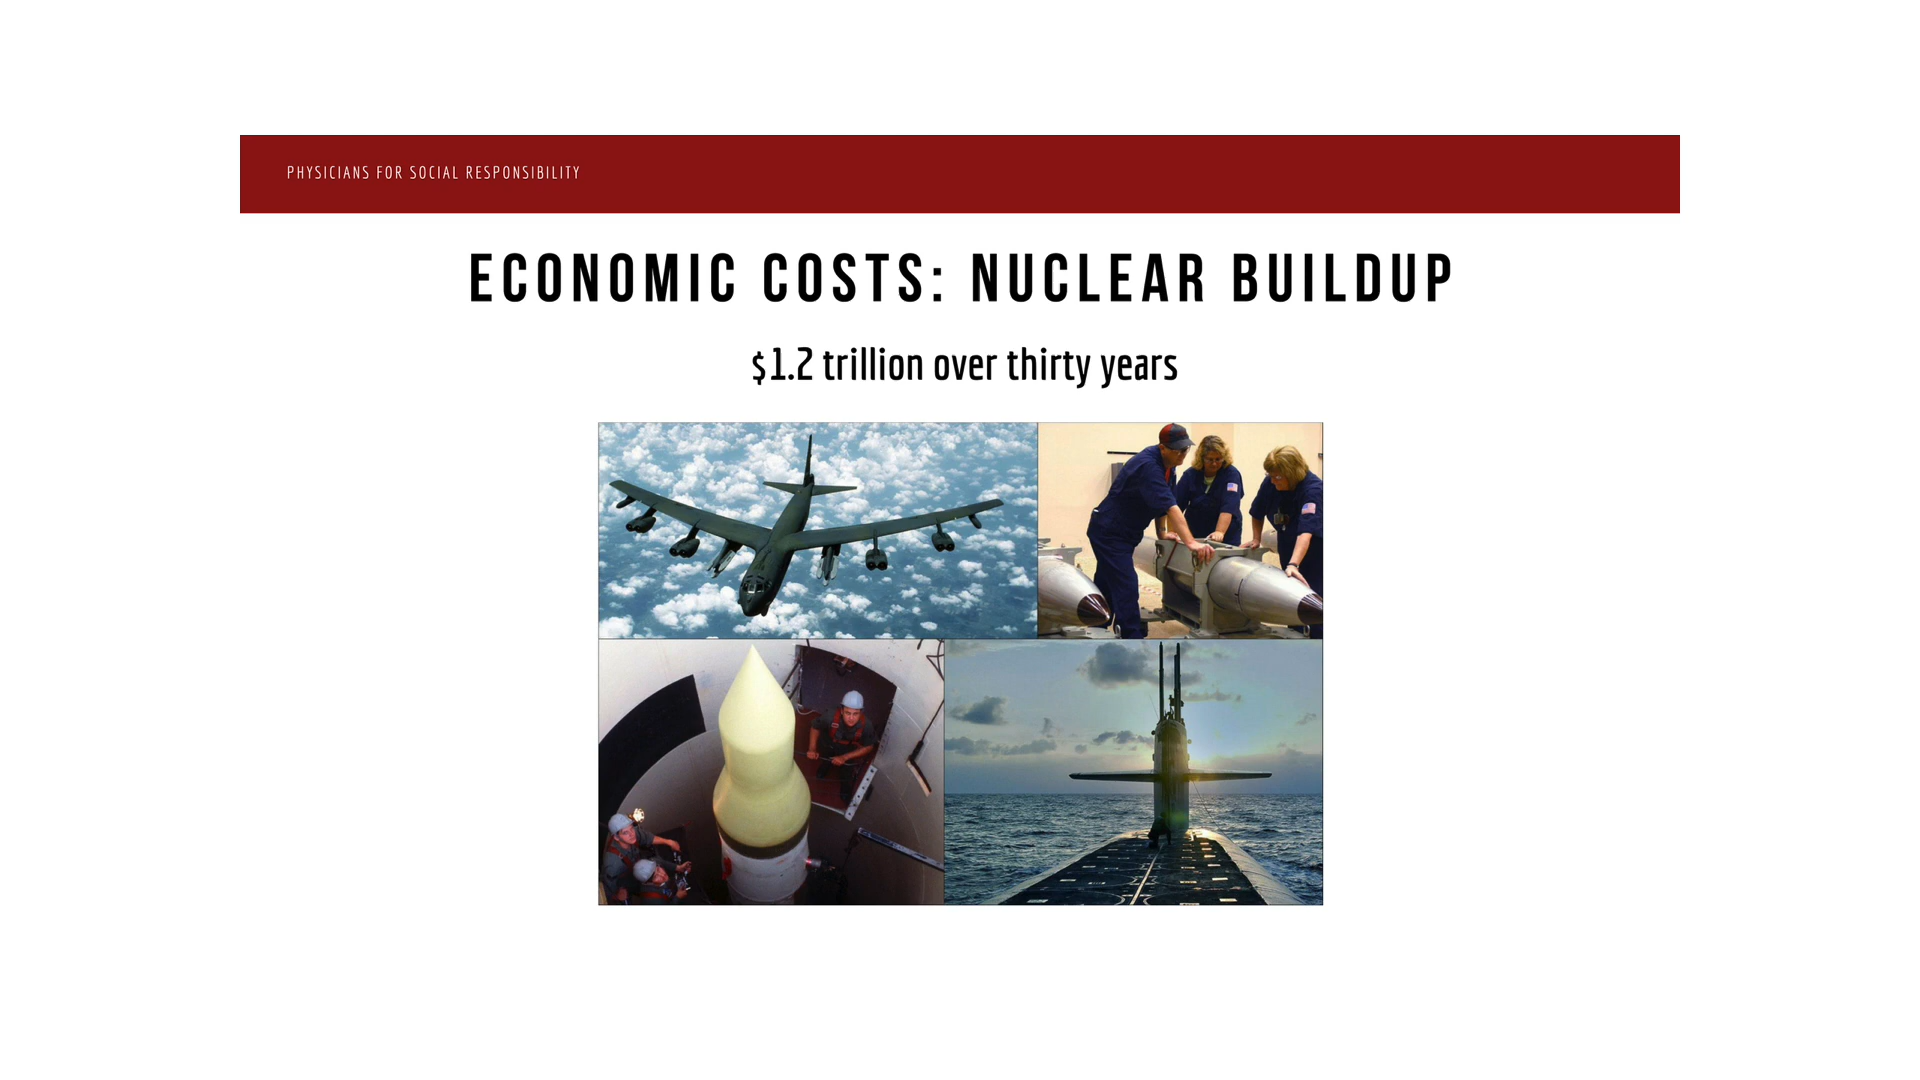 PHYSICIANS FOR SOCIAL RESPONSIBILITY
ECONOMIC COSTS: NUCLEAR BUILDUP
$1.2 trillion over thirty years